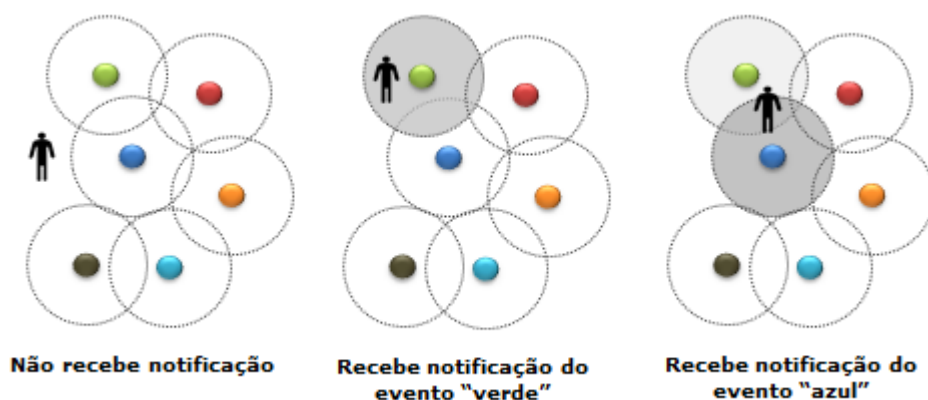 Não recebe notificação
Recebe notificação do
evento “verde”
Recebe notificação do
evento “azul”